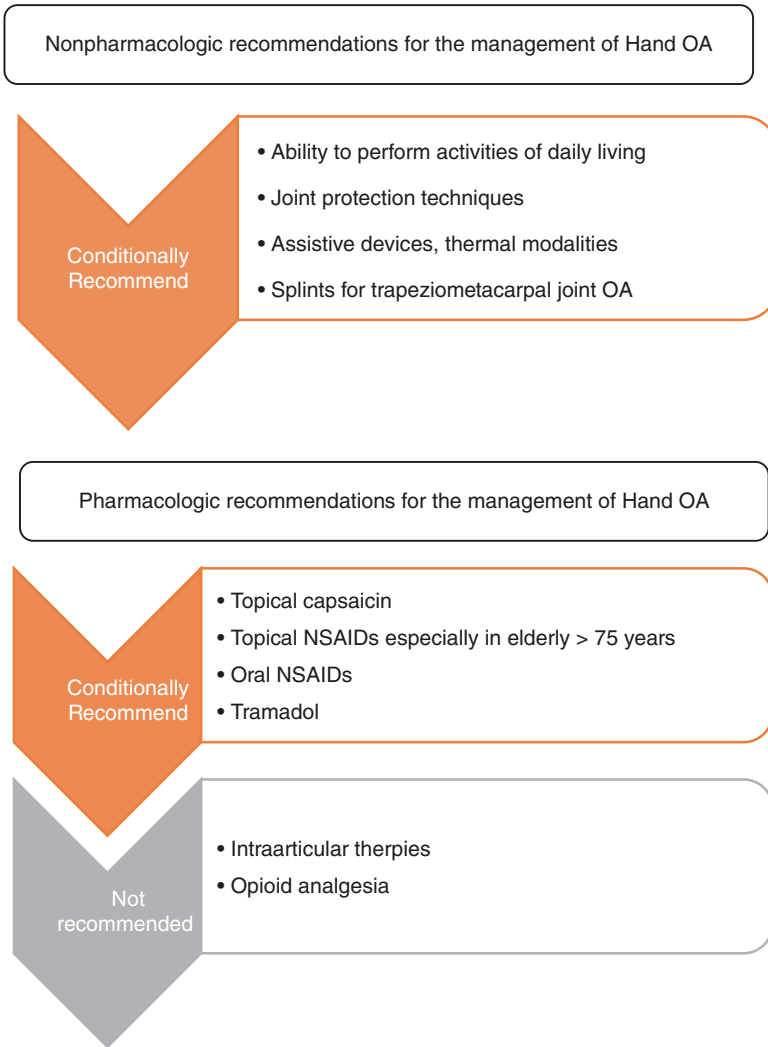 Nonpharmacologic recommendations for the management of Hand OA
Conditionally
Recommend
• Ability to perform activities of daily living
• Joint protection techniques
• Assistive devices, thermal modalities
• Splints for trapeziometacarpal joint OA
Pharmacologic recommendations for the management of Hand OA
Conditionally
Recommend
• Topical capsaicin
• Topical NSAIDs especially in elderly > 75 years
• Oral NSAIDs
• Tramadol
Not
recommended
• Intraarticular therpies
• Opioid analgesia